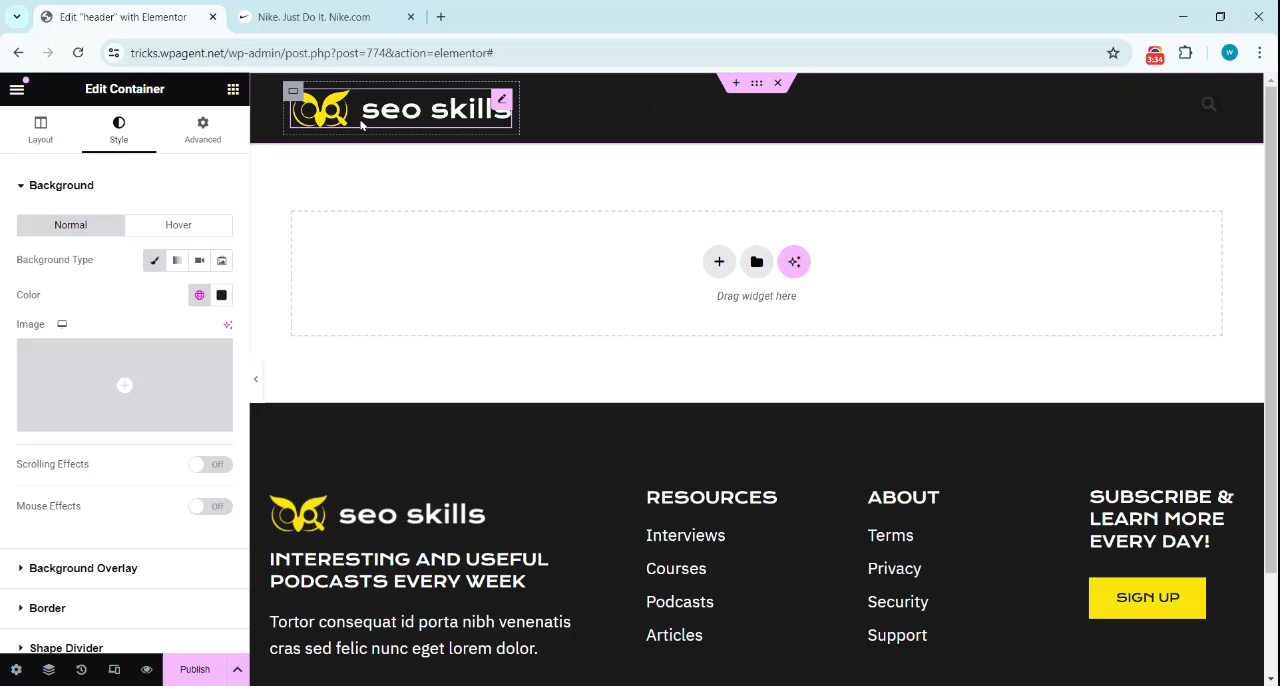 Edit "header" with Elementor
Nike. Just Do It. Nike.com
tricks.wpagent.net/wp-admin/post.php?post=774&action=elementor#
3:34
W
Edit Container
Layout
Style
Advanced
Background
Normal
Hover
Background Type
Color
Image
Scrolling Effects
Off
Mouse Effects
Off
Background Overlay
Border
Shape Divider
Publish
seo skills
Drag widget here
seo skills
INTERESTING AND USEFUL
PODCASTS EVERY WEEK
Tortor consequat id porta nibh venenatis
cras sed felic nunc eget lorem dolor.
RESOURCES
Interviews
Courses
Podcasts
Articles
ABOUT
Terms
Privacy
Security
Support
SUBSCRIBE &
LEARN MORE
EVERY DAY!
SIGN UP